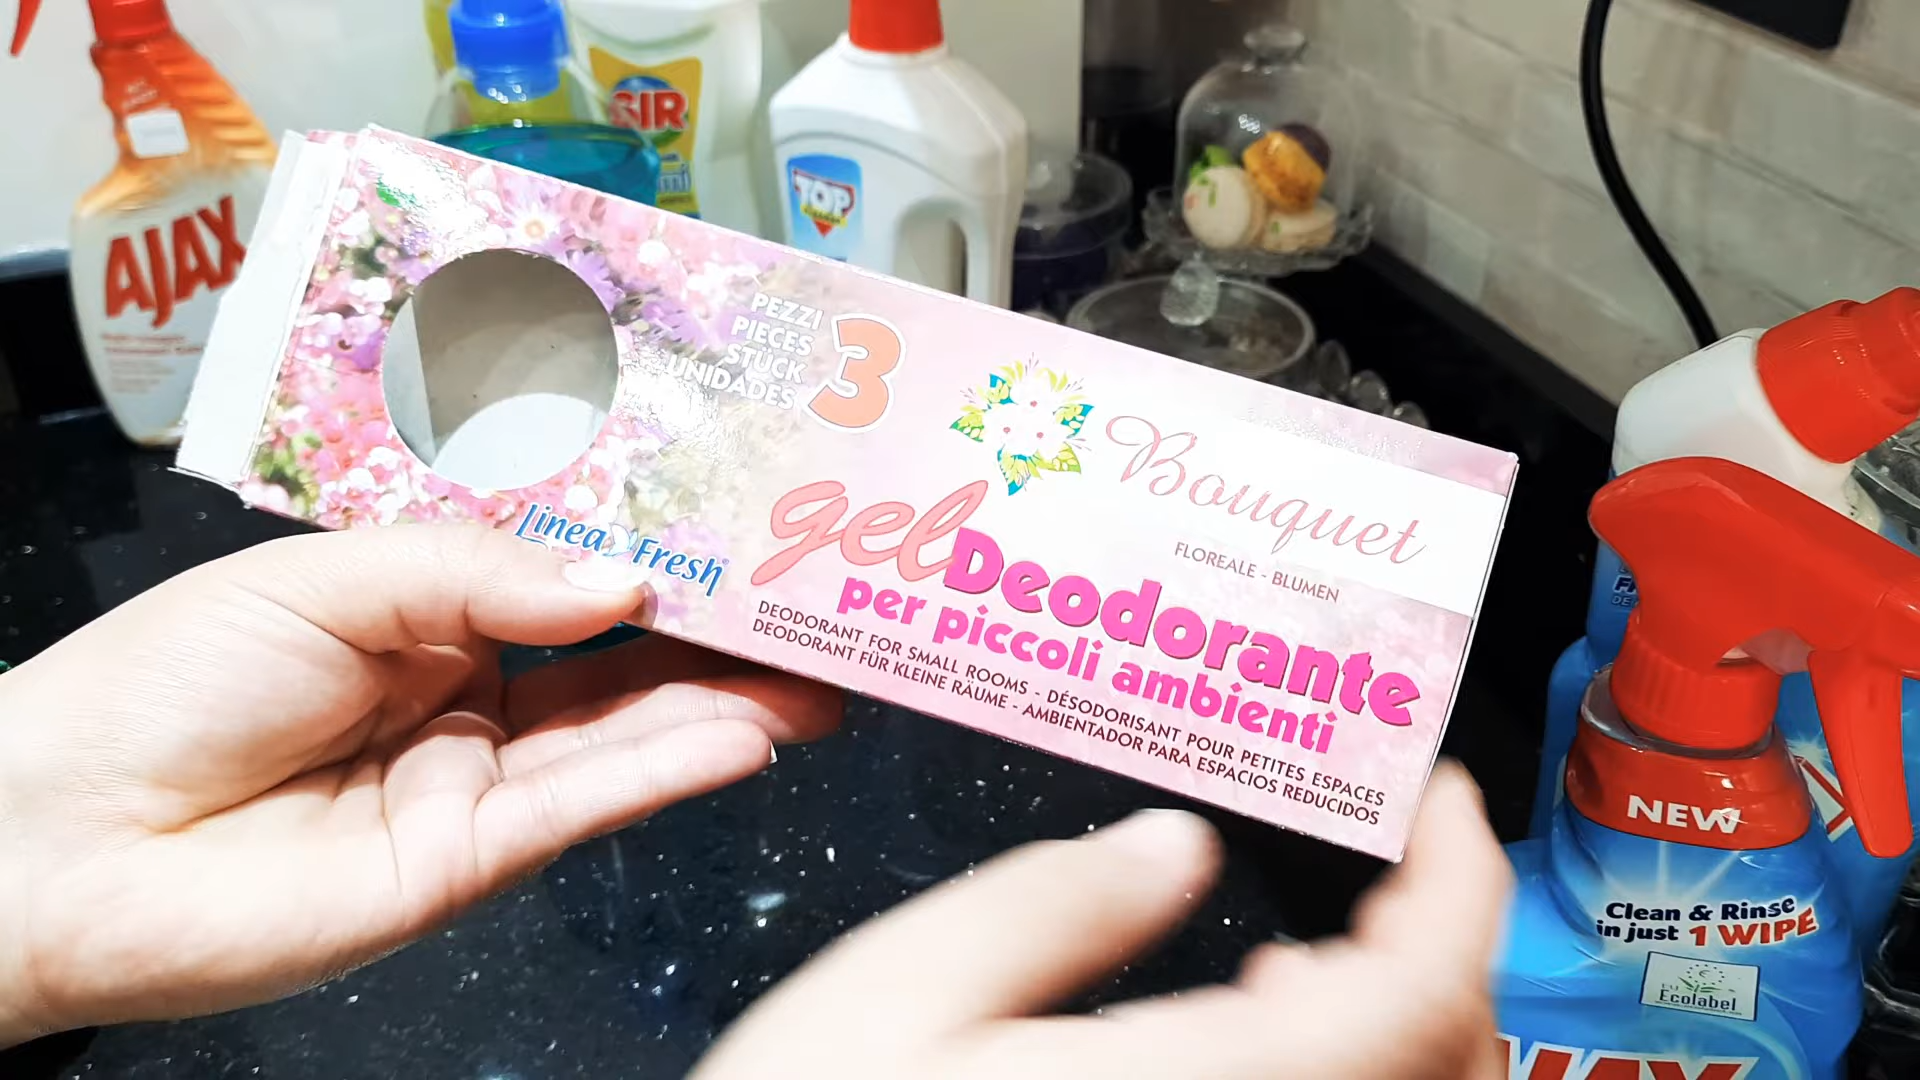 AJAX
SIR
TOP
PEZZI
PIECES
STÜCK
UNIDADES
3
Bouquet
FLOREALE - BLUMEN
Linea Fresh
gel Deodorante
per piccoli ambienti
DEODORANT FOR SMALL ROOMS - DÉSODORISANT POUR PETITES ESPACES
DEODORANT FÜR KLEINE RÄUME - AMBIENTADOR PARA ESPACIOS REDUCIDOS
NEW
Clean & Rinse
in just 1 WIPE
Ecolabel
AJAX